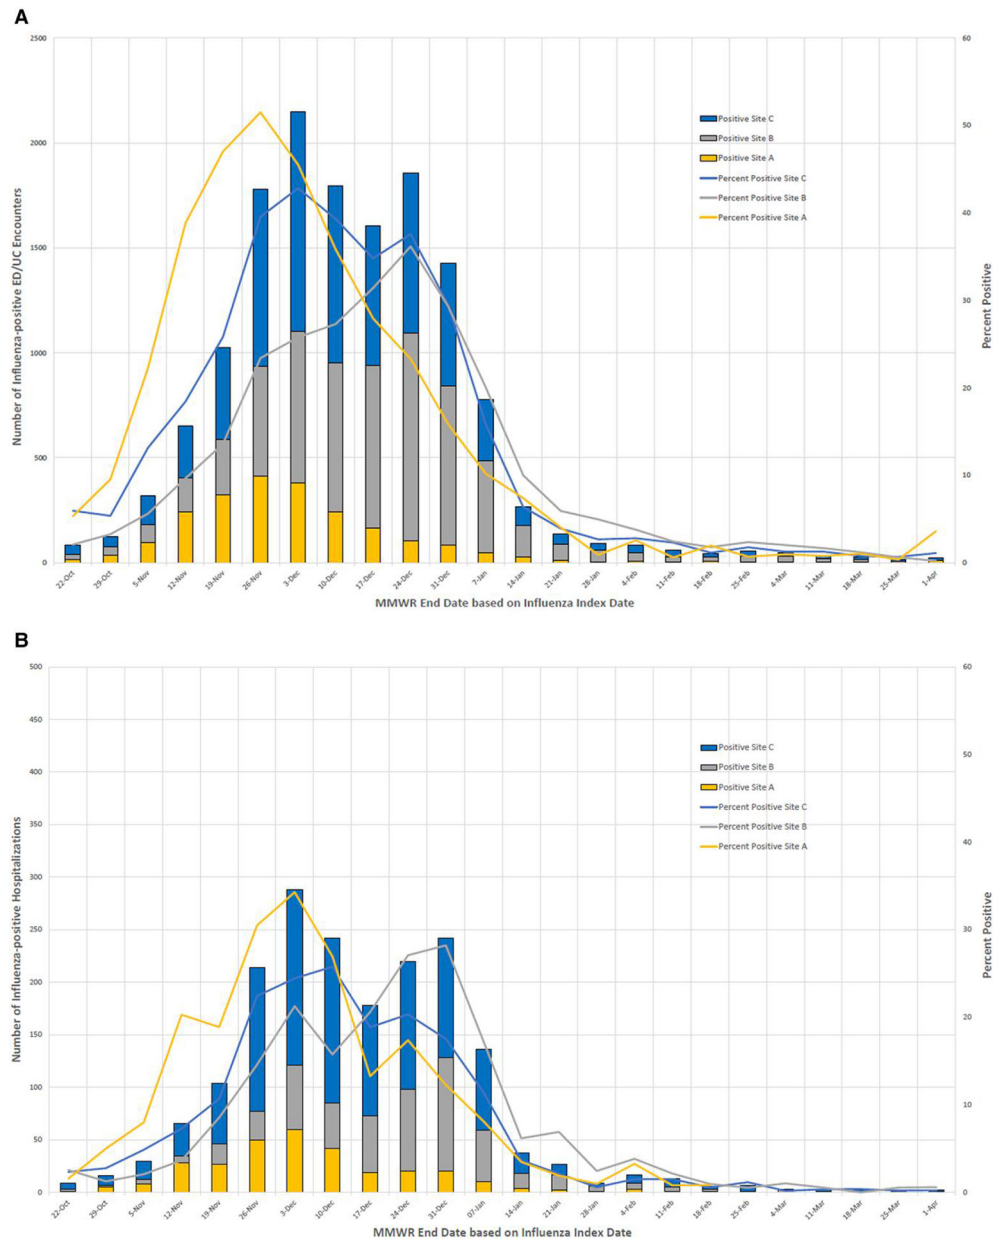 A
2500
2000
1500
1000
500
0
Number of Influenza-positive ED/UC Encounters
60
50
40
30
20
10
0
Percent Positive
Positive Site C
Positive Site B
Positive Site A
Percent Positive Site C
Percent Positive Site B
Percent Positive Site A
22-Oct
29-Oct
5-Nov
12-Nov
19-Nov
26-Nov
3-Dec
10-Dec
17-Dec
24-Dec
31-Dec
7-Jan
14-Jan
21-Jan
28-Jan
4-Feb
11-Feb
18-Feb
25-Feb
4-Mar
11-Mar
18-Mar
25-Mar
1-Apr
MMWR End Date based on Influenza Index Date
B
500
450
400
350
300
250
200
150
100
50
0
Number of Influenza-positive Hospitalizations
60
50
40
30
20
10
0
Percent Positive
Positive Site C
Positive Site B
Positive Site A
Percent Positive Site C
Percent Positive Site B
Percent Positive Site A
22-Oct
29-Oct
5-Nov
12-Nov
19-Nov
26-Nov
3-Dec
10-Dec
17-Dec
24-Dec
31-Dec
07-Jan
14-Jan
21-Jan
28-Jan
4-Feb
11-Feb
18-Feb
25-Feb
4-Mar
11-Mar
18-Mar
25-Mar
1-Apr
MMWR End Date based on Influenza Index Date